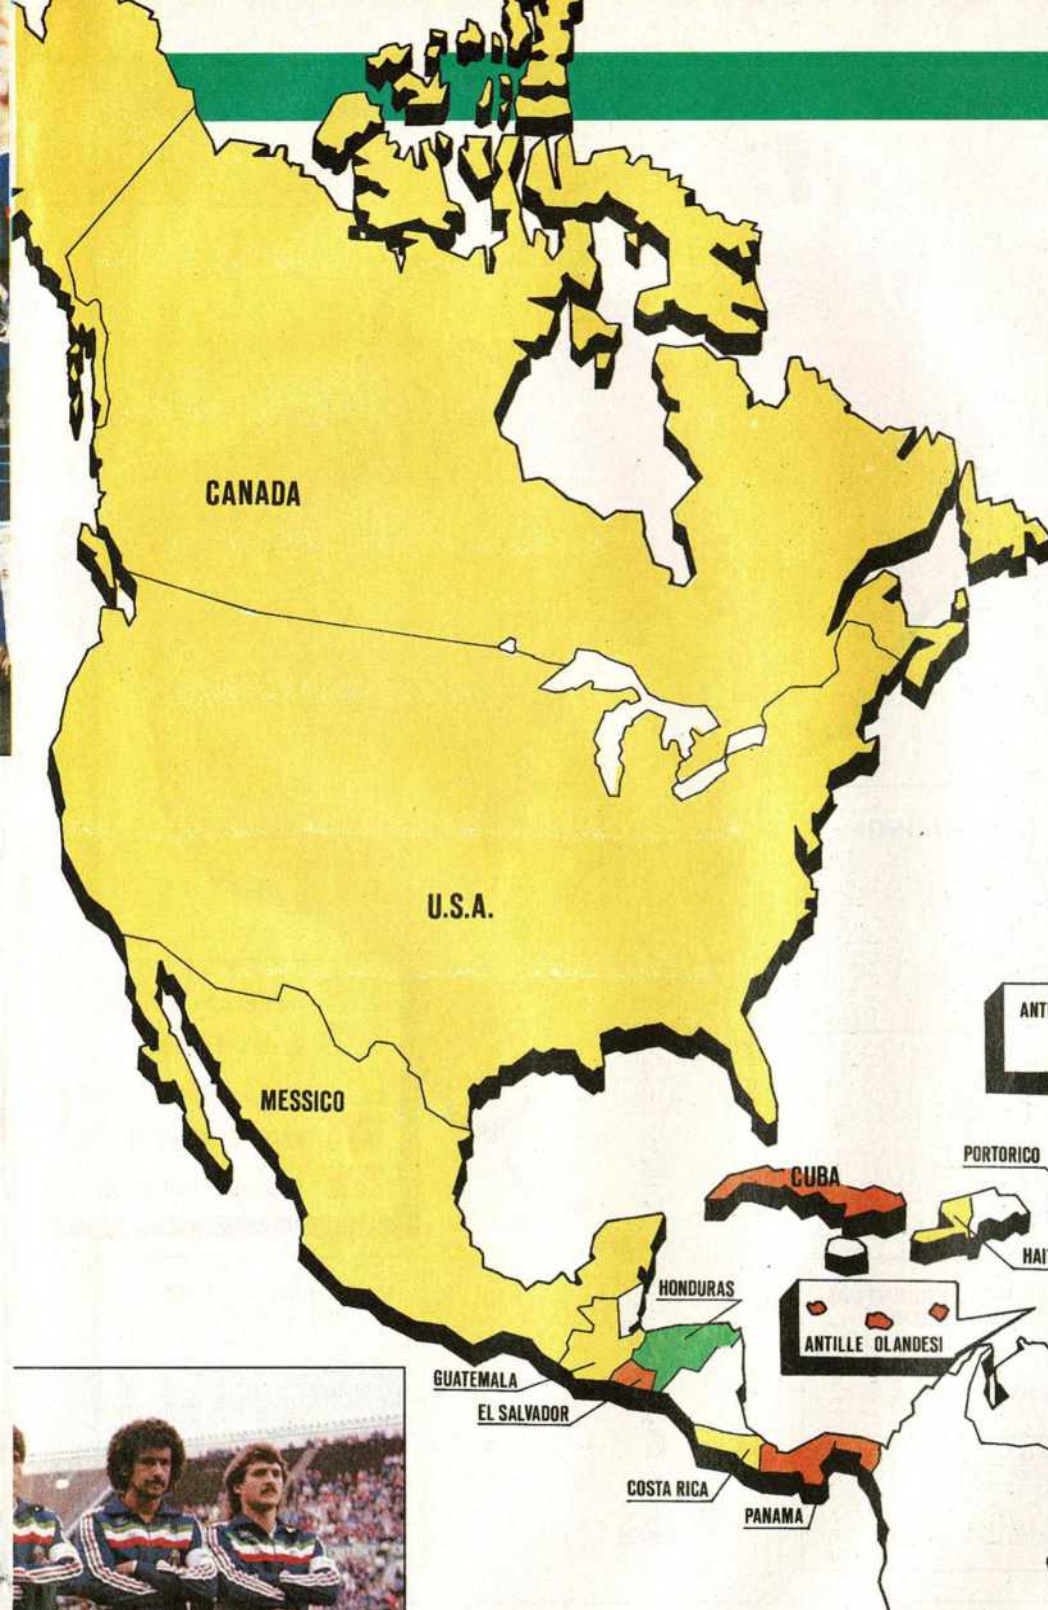 CANADA
U.S.A.
MESSICO
PORTORICO
CUBA
HONDURAS
ANTILLE OLANDESI
GUATEMALA
EL SALVADOR
COSTA RICA
PANAMA